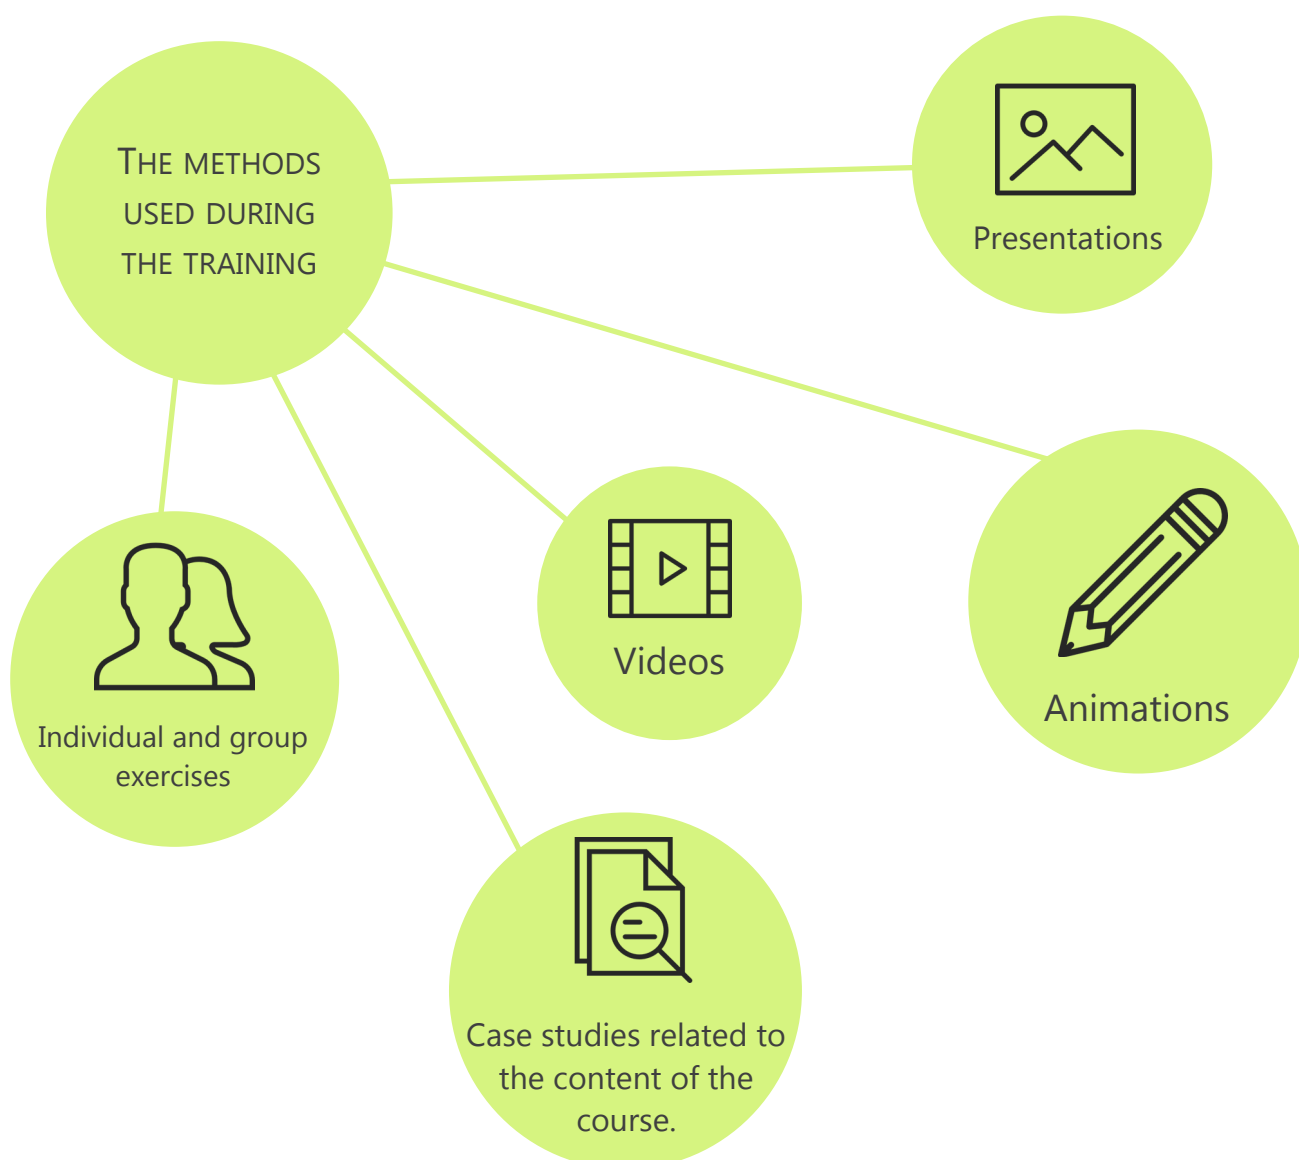 THE METHODS
USED DURING
THE TRAINING
Presentations
Videos
Animations
Individual and group
exercises
Case studies related to
the content of the
course.